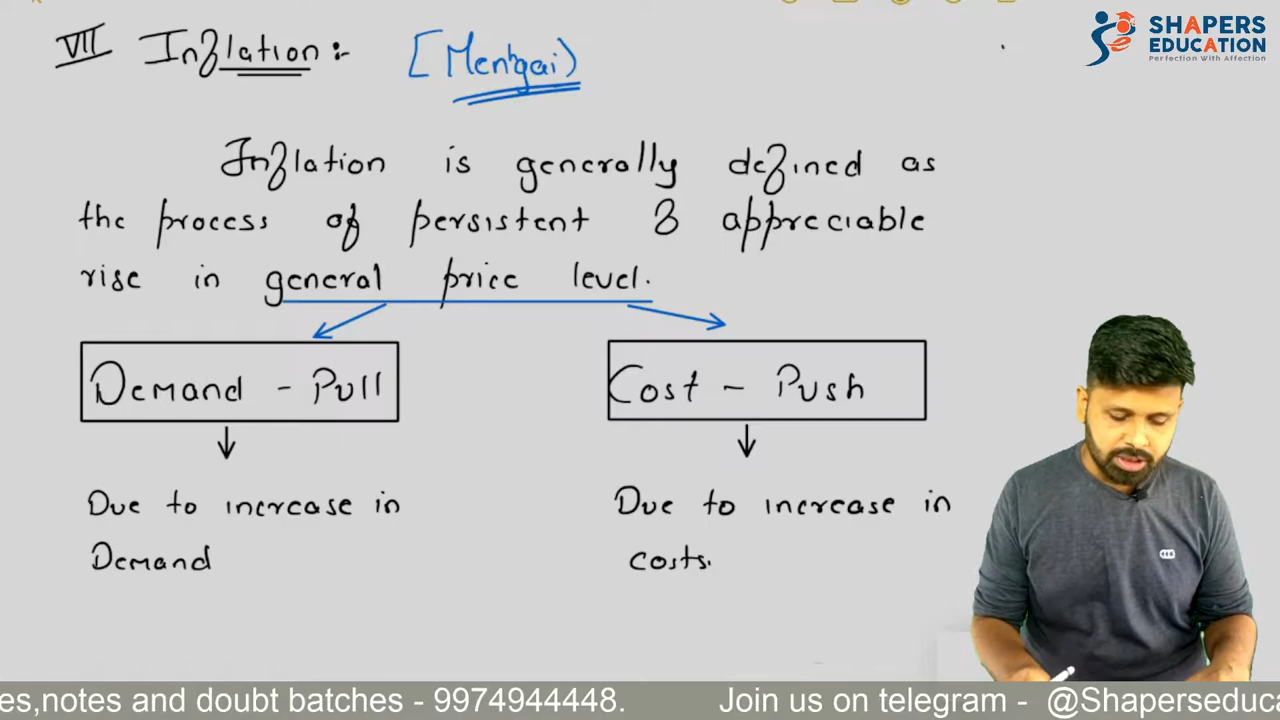 SHAPERS
EDUCATION
Perfection With Affection
VII Inflation :-
[Menhgai)
Inflation is generally defined as
the process of persistent & appreciable
rise in general price level.
Demand - Pull
Cost - Push
Due to increase in
Demand
Due to increase in
costs.
es,notes and doubt batches - 9974944448.
Join us on telegram - @Shaperseduca